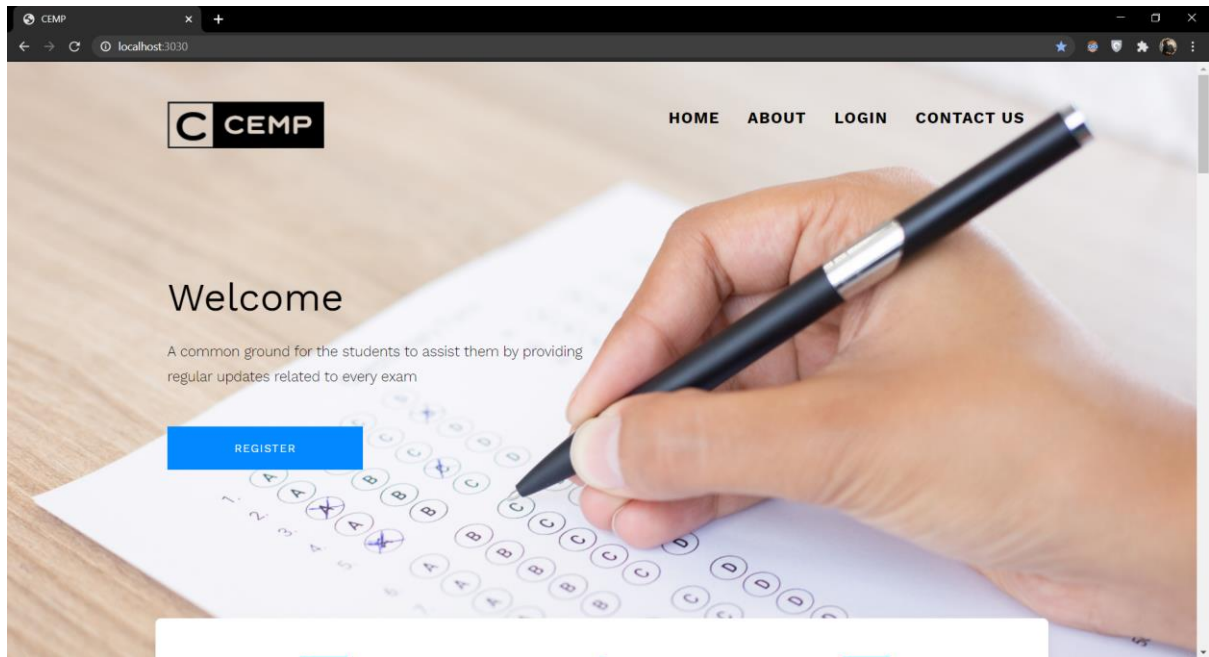 CEMP
localhost:3030
C CEMP
HOME ABOUT LOGIN CONTACT US
Welcome
A common ground for the students to assist them by providing
regular updates related to every exam
REGISTER